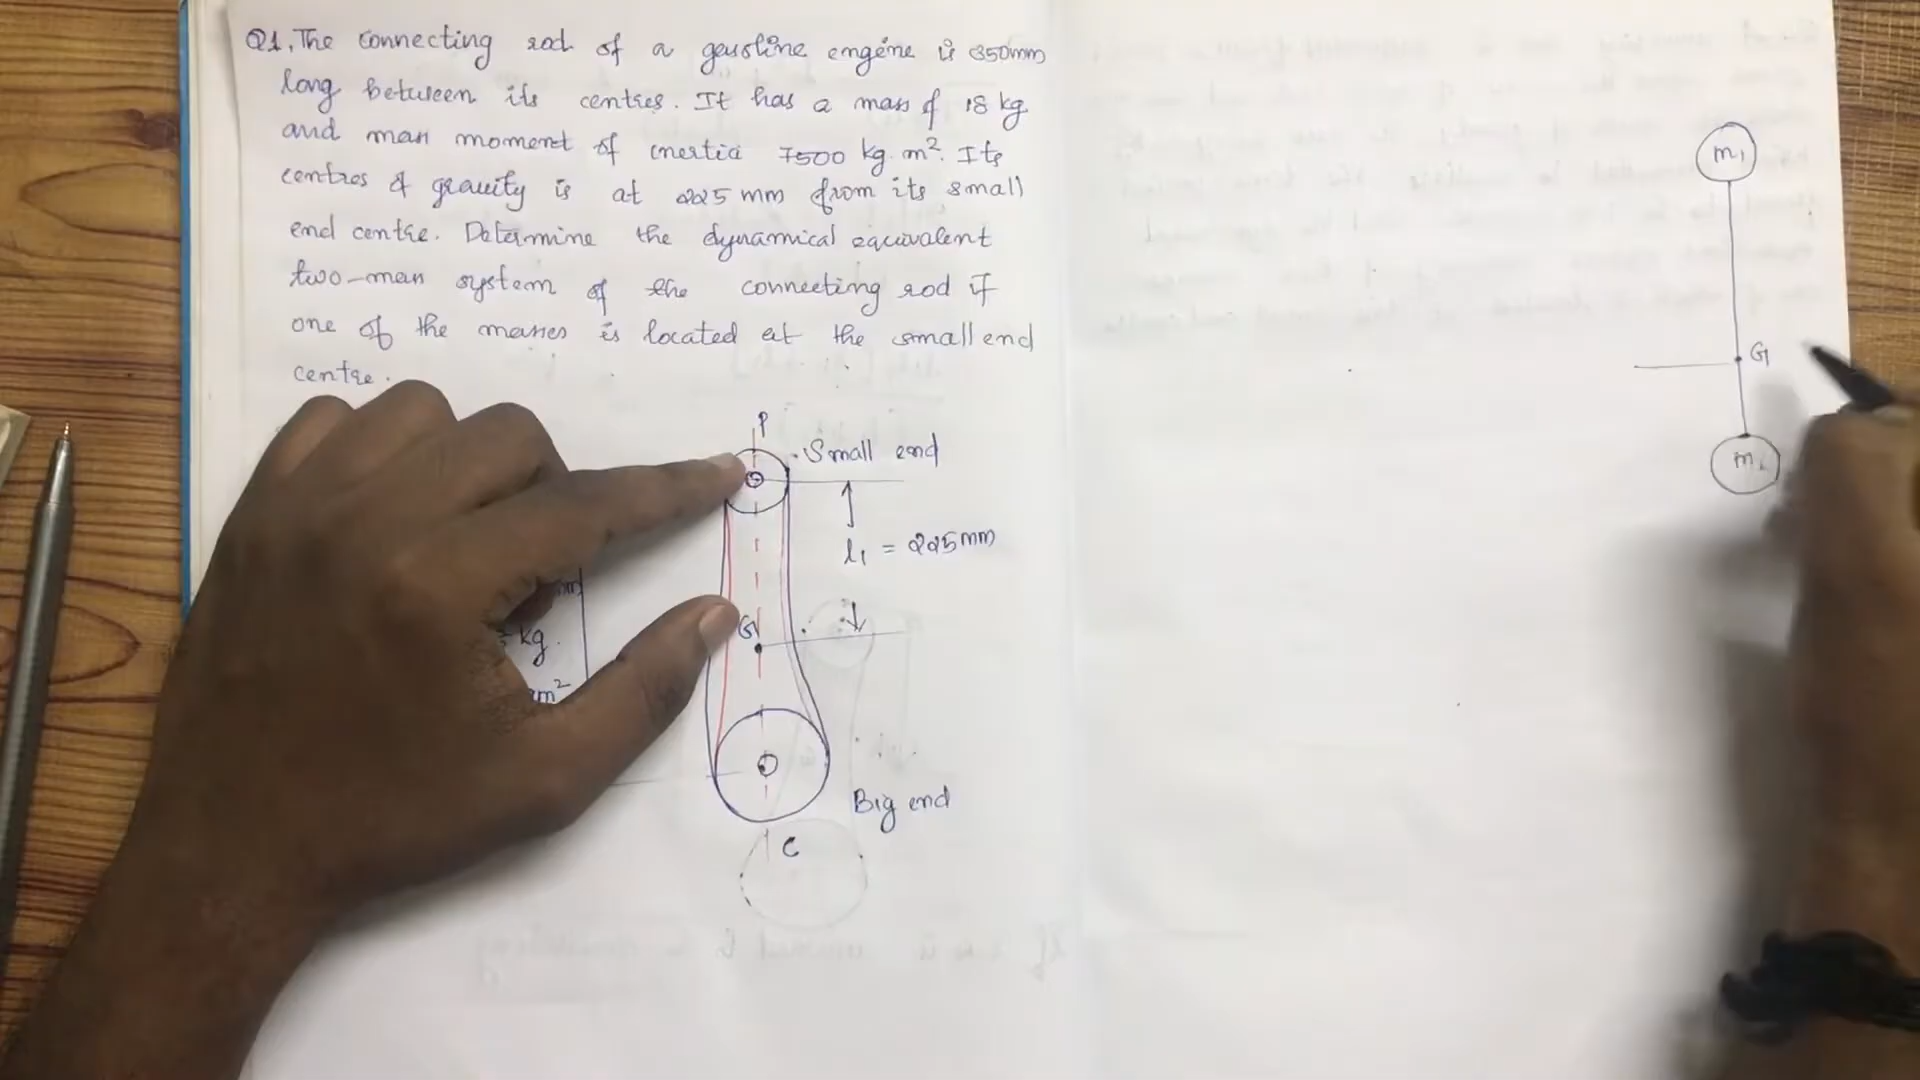 Q1, The connecting rod of a gasoline engine is 350mm
long between its centres. It has a mass of 18 kg
and mass moment of inertia 7500 kg.m². Its
centres of gravity is at 225 mm from its small
end centre. Determine the dynamical equivalent
two-mass system of the connecting rod if
one of the masses is located at the small end
centre.
P
Small end
l₁ = 225mm
G
kg.
m²
Big end
C
m₁
G
m₂